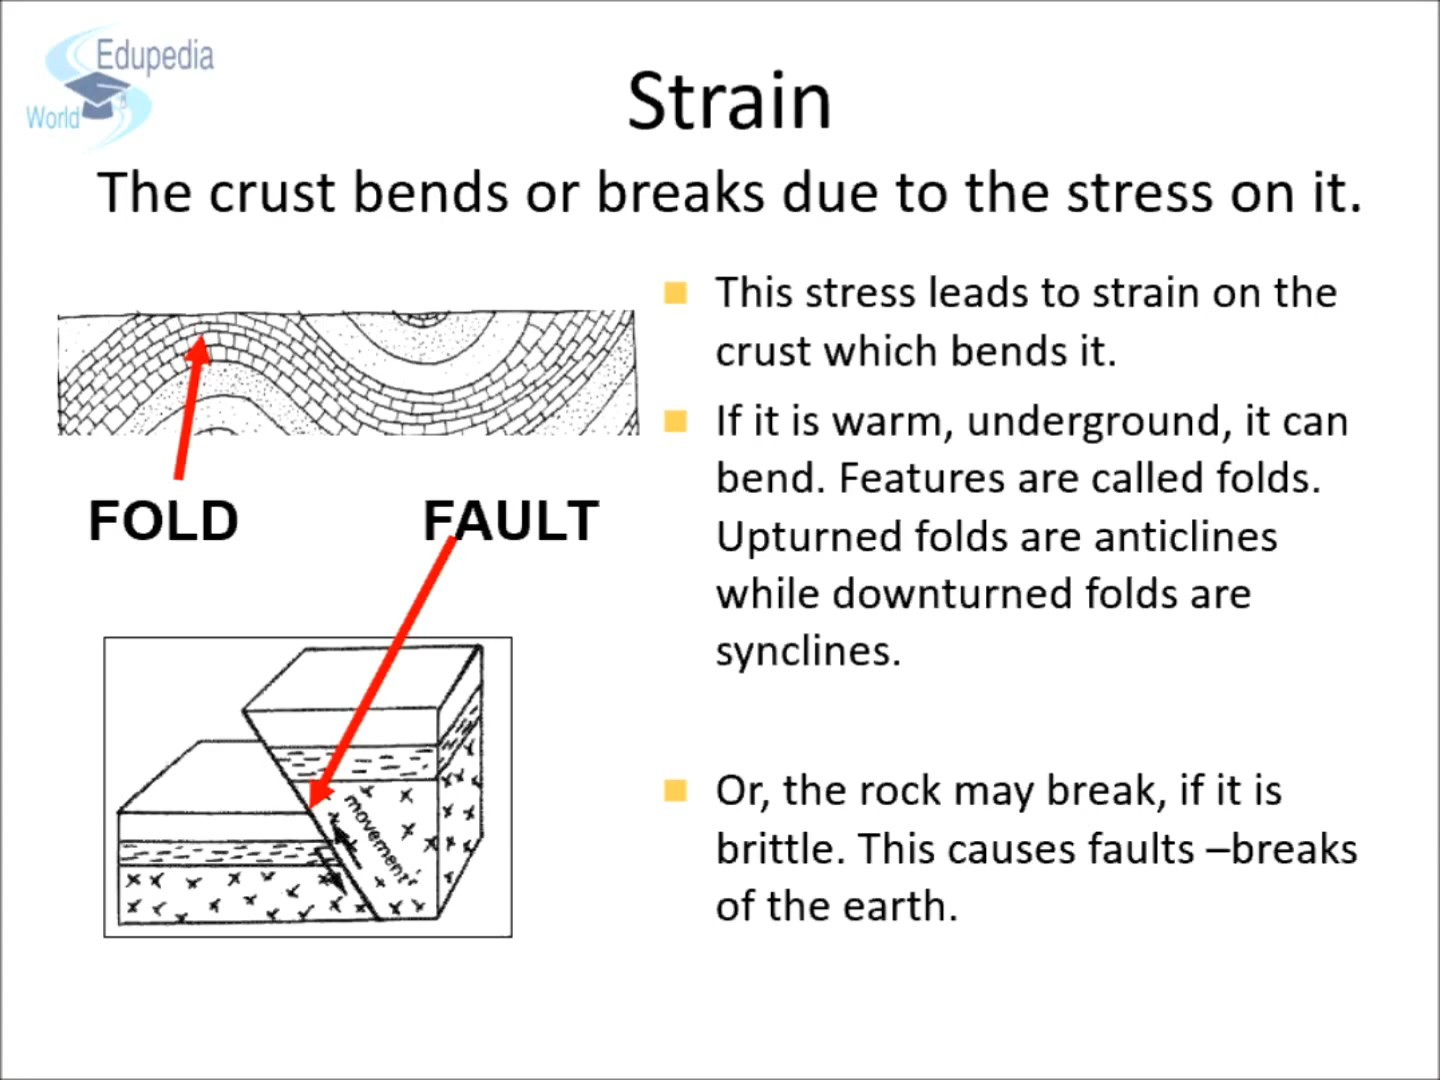 Edupedia
World
Strain
The crust bends or breaks due to the stress on it.
This stress leads to strain on the
crust which bends it.
If it is warm, underground, it can
bend. Features are called folds.
Upturned folds are anticlines
while downturned folds are
synclines.
Or, the rock may break, if it is
brittle. This causes faults –breaks
of the earth.
FOLD
FAULT
movement